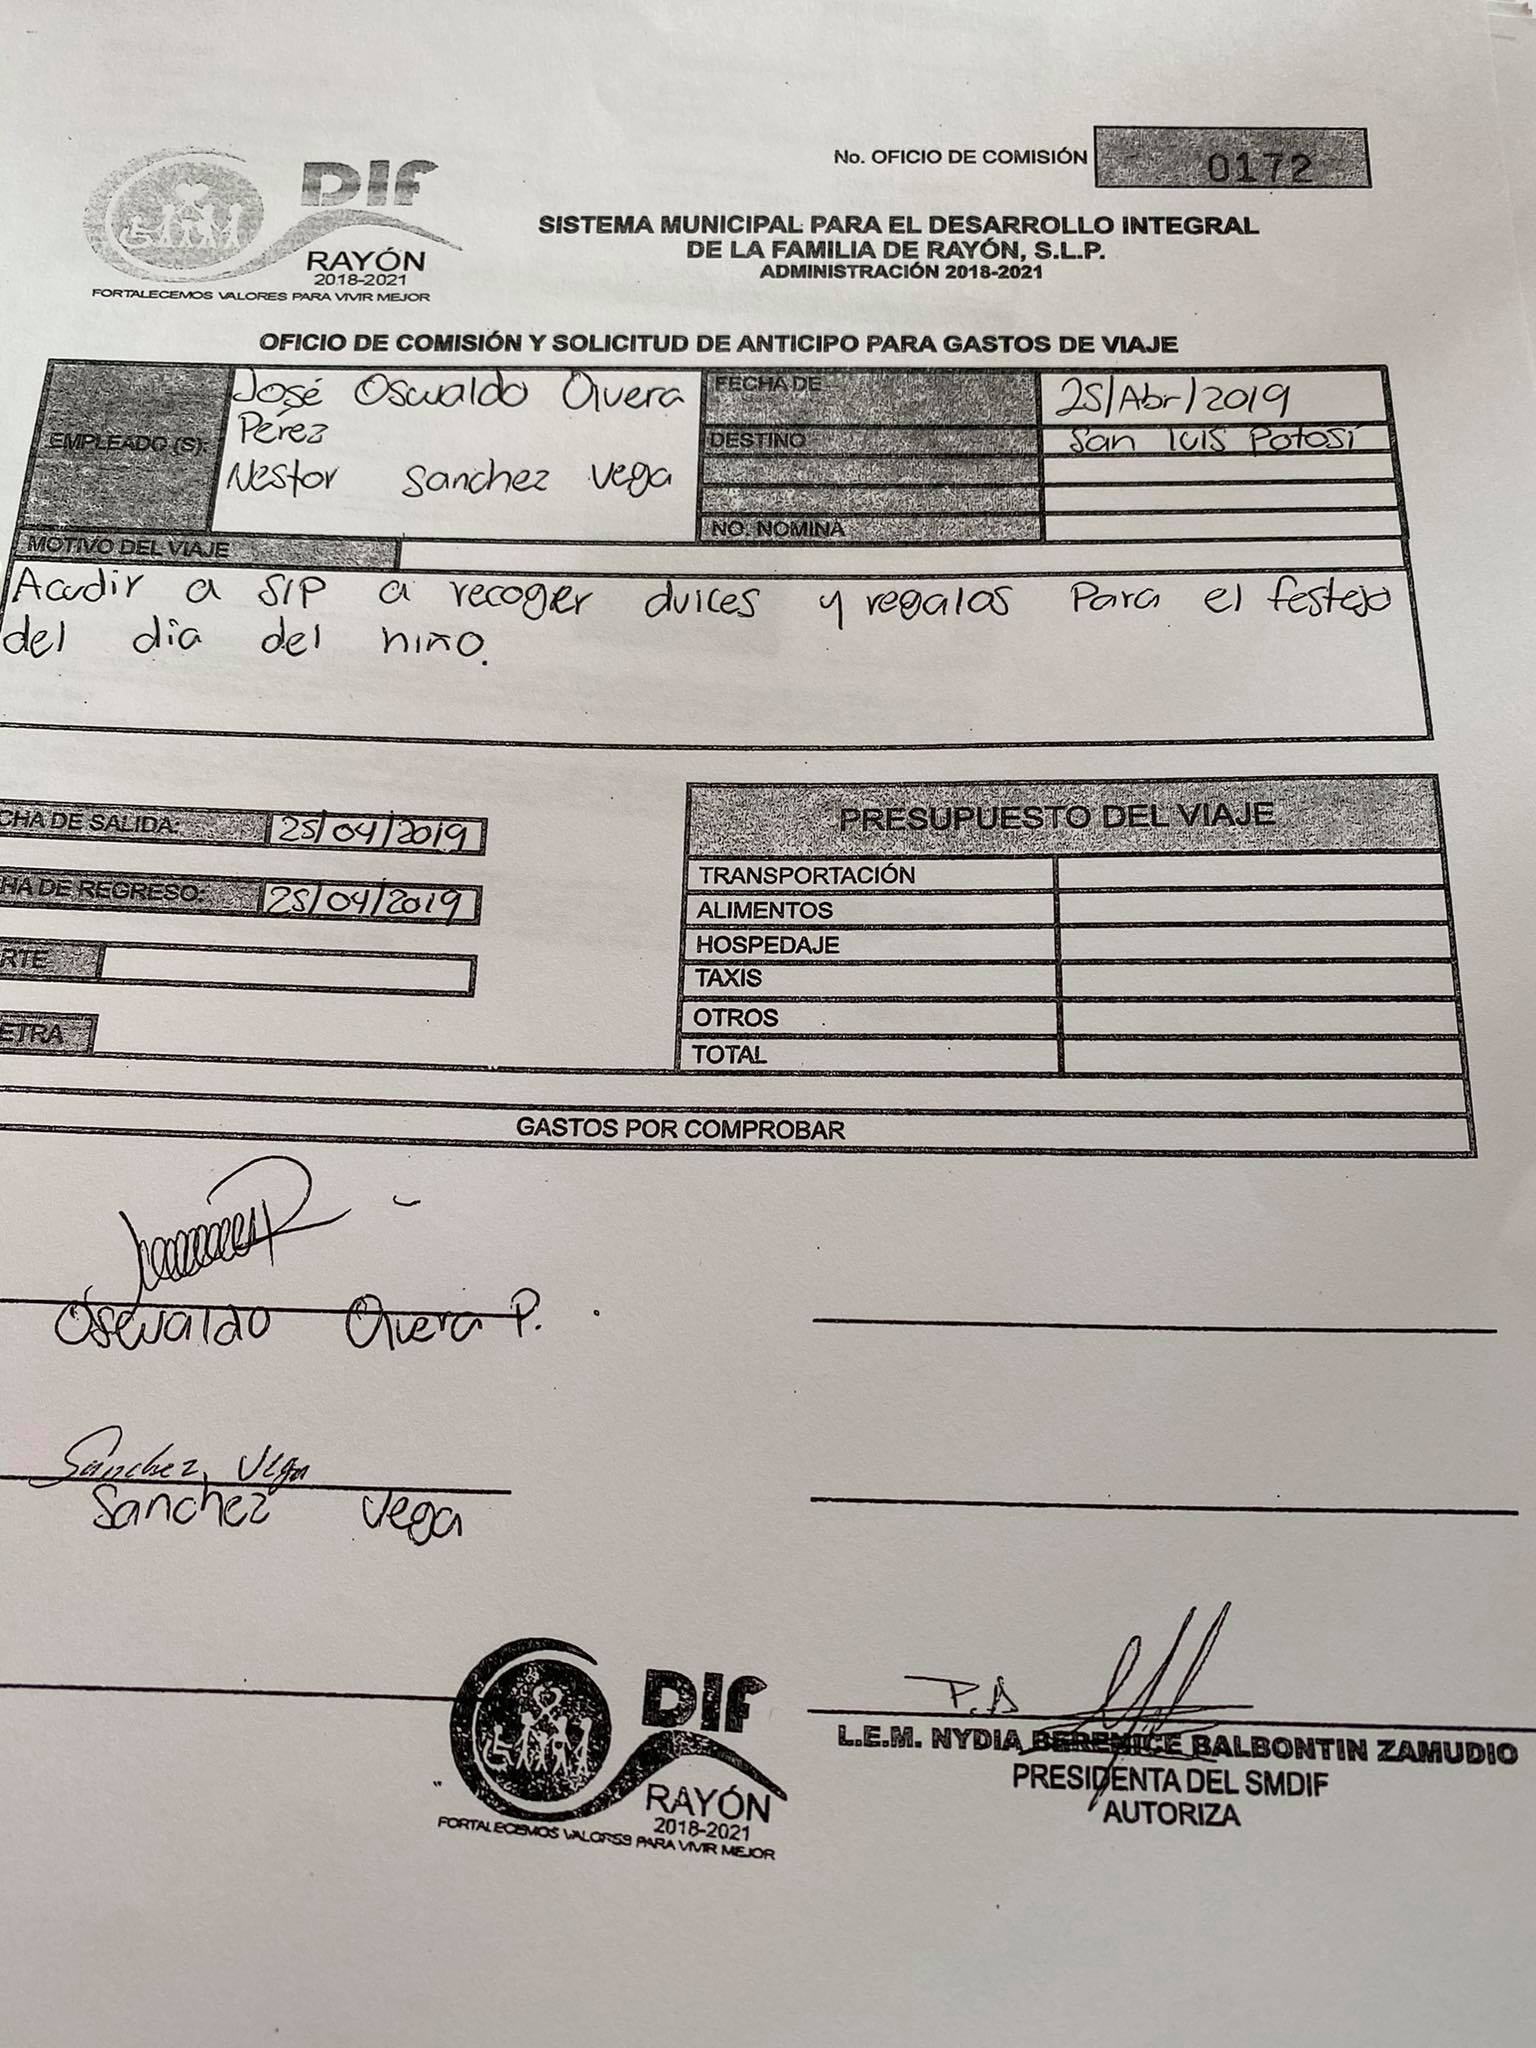 No. OFICIO DE COMISIÓN 0172
DIF
RAYÓN
2018-2021
FORTALECEMOS VALORES PARA VIVIR MEJOR
SISTEMA MUNICIPAL PARA EL DESARROLLO INTEGRAL
DE LA FAMILIA DE RAYÓN, S.L.P.
ADMINISTRACIÓN 2018-2021
OFICIO DE COMISIÓN Y SOLICITUD DE ANTICIPO PARA GASTOS DE VIAJE
EMPLEADO (S):
José Oswaldo Olvera
Pérez
Nestor Sanchez Vega
FECHA DE 25/Abr/2019
DESTINO San Luis Potosí
NO. NOMINA
MOTIVO DEL VIAJE
Acudir a SLP a recoger dulces y regalos para el festejo
del dia del niño.
CHA DE SALIDA: 25/04/2019
HA DE REGRESO: 25/04/2019
RTE
ETRA
PRESUPUESTO DEL VIAJE
TRANSPORTACIÓN
ALIMENTOS
HOSPEDAJE
TAXIS
OTROS
TOTAL
GASTOS POR COMPROBAR
Oswaldo Olvera P.
Sanchez Vega
Sanchez Vega
DIF
RAYÓN
2018-2021
FORTALECEMOS VALORES PARA VIVIR MEJOR
P.A
L.E.M. NYDIA BERENICE BALBONTIN ZAMUDIO
PRESIDENTA DEL SMDIF
AUTORIZA